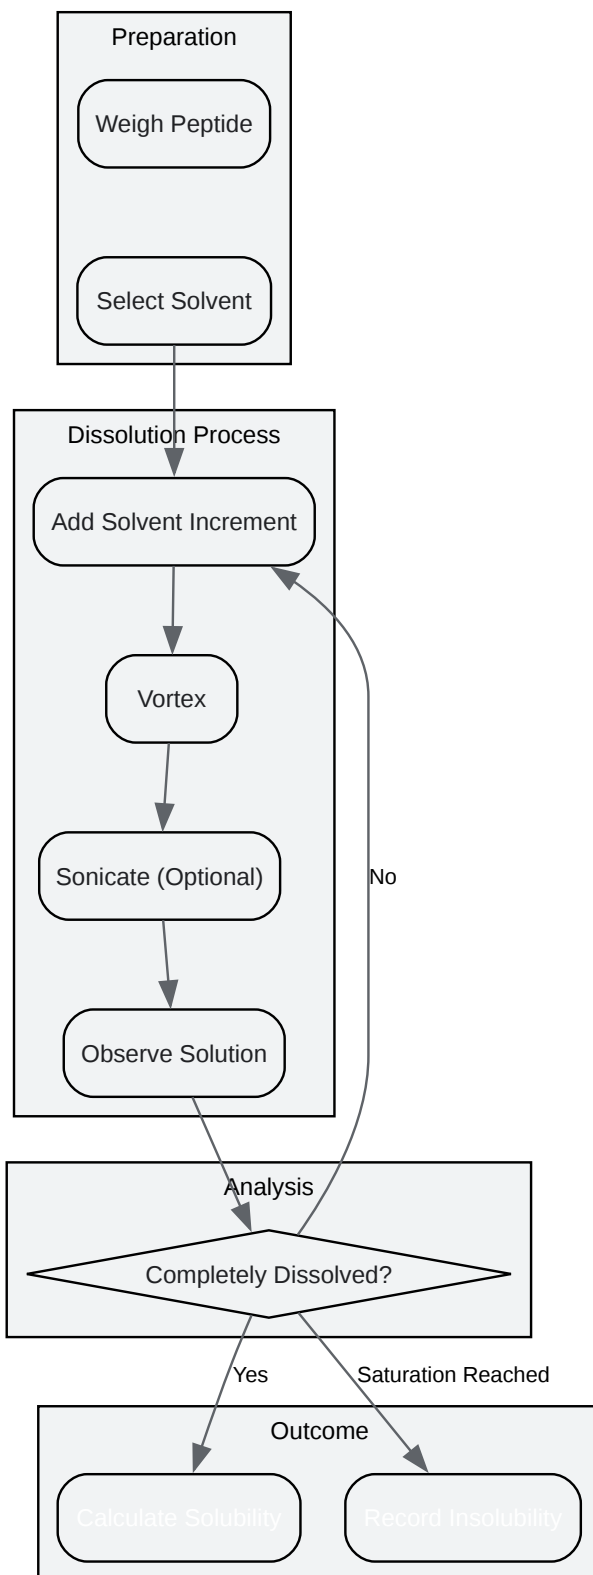 Preparation
Weigh Peptide
Select Solvent
Dissolution Process
Add Solvent Increment
Vortex
Sonicate (Optional)
No
Observe Solution
Analysis
Completely Dissolved?
Yes
Saturation Reached
Outcome
Calculate Solubility
Record Insolubility